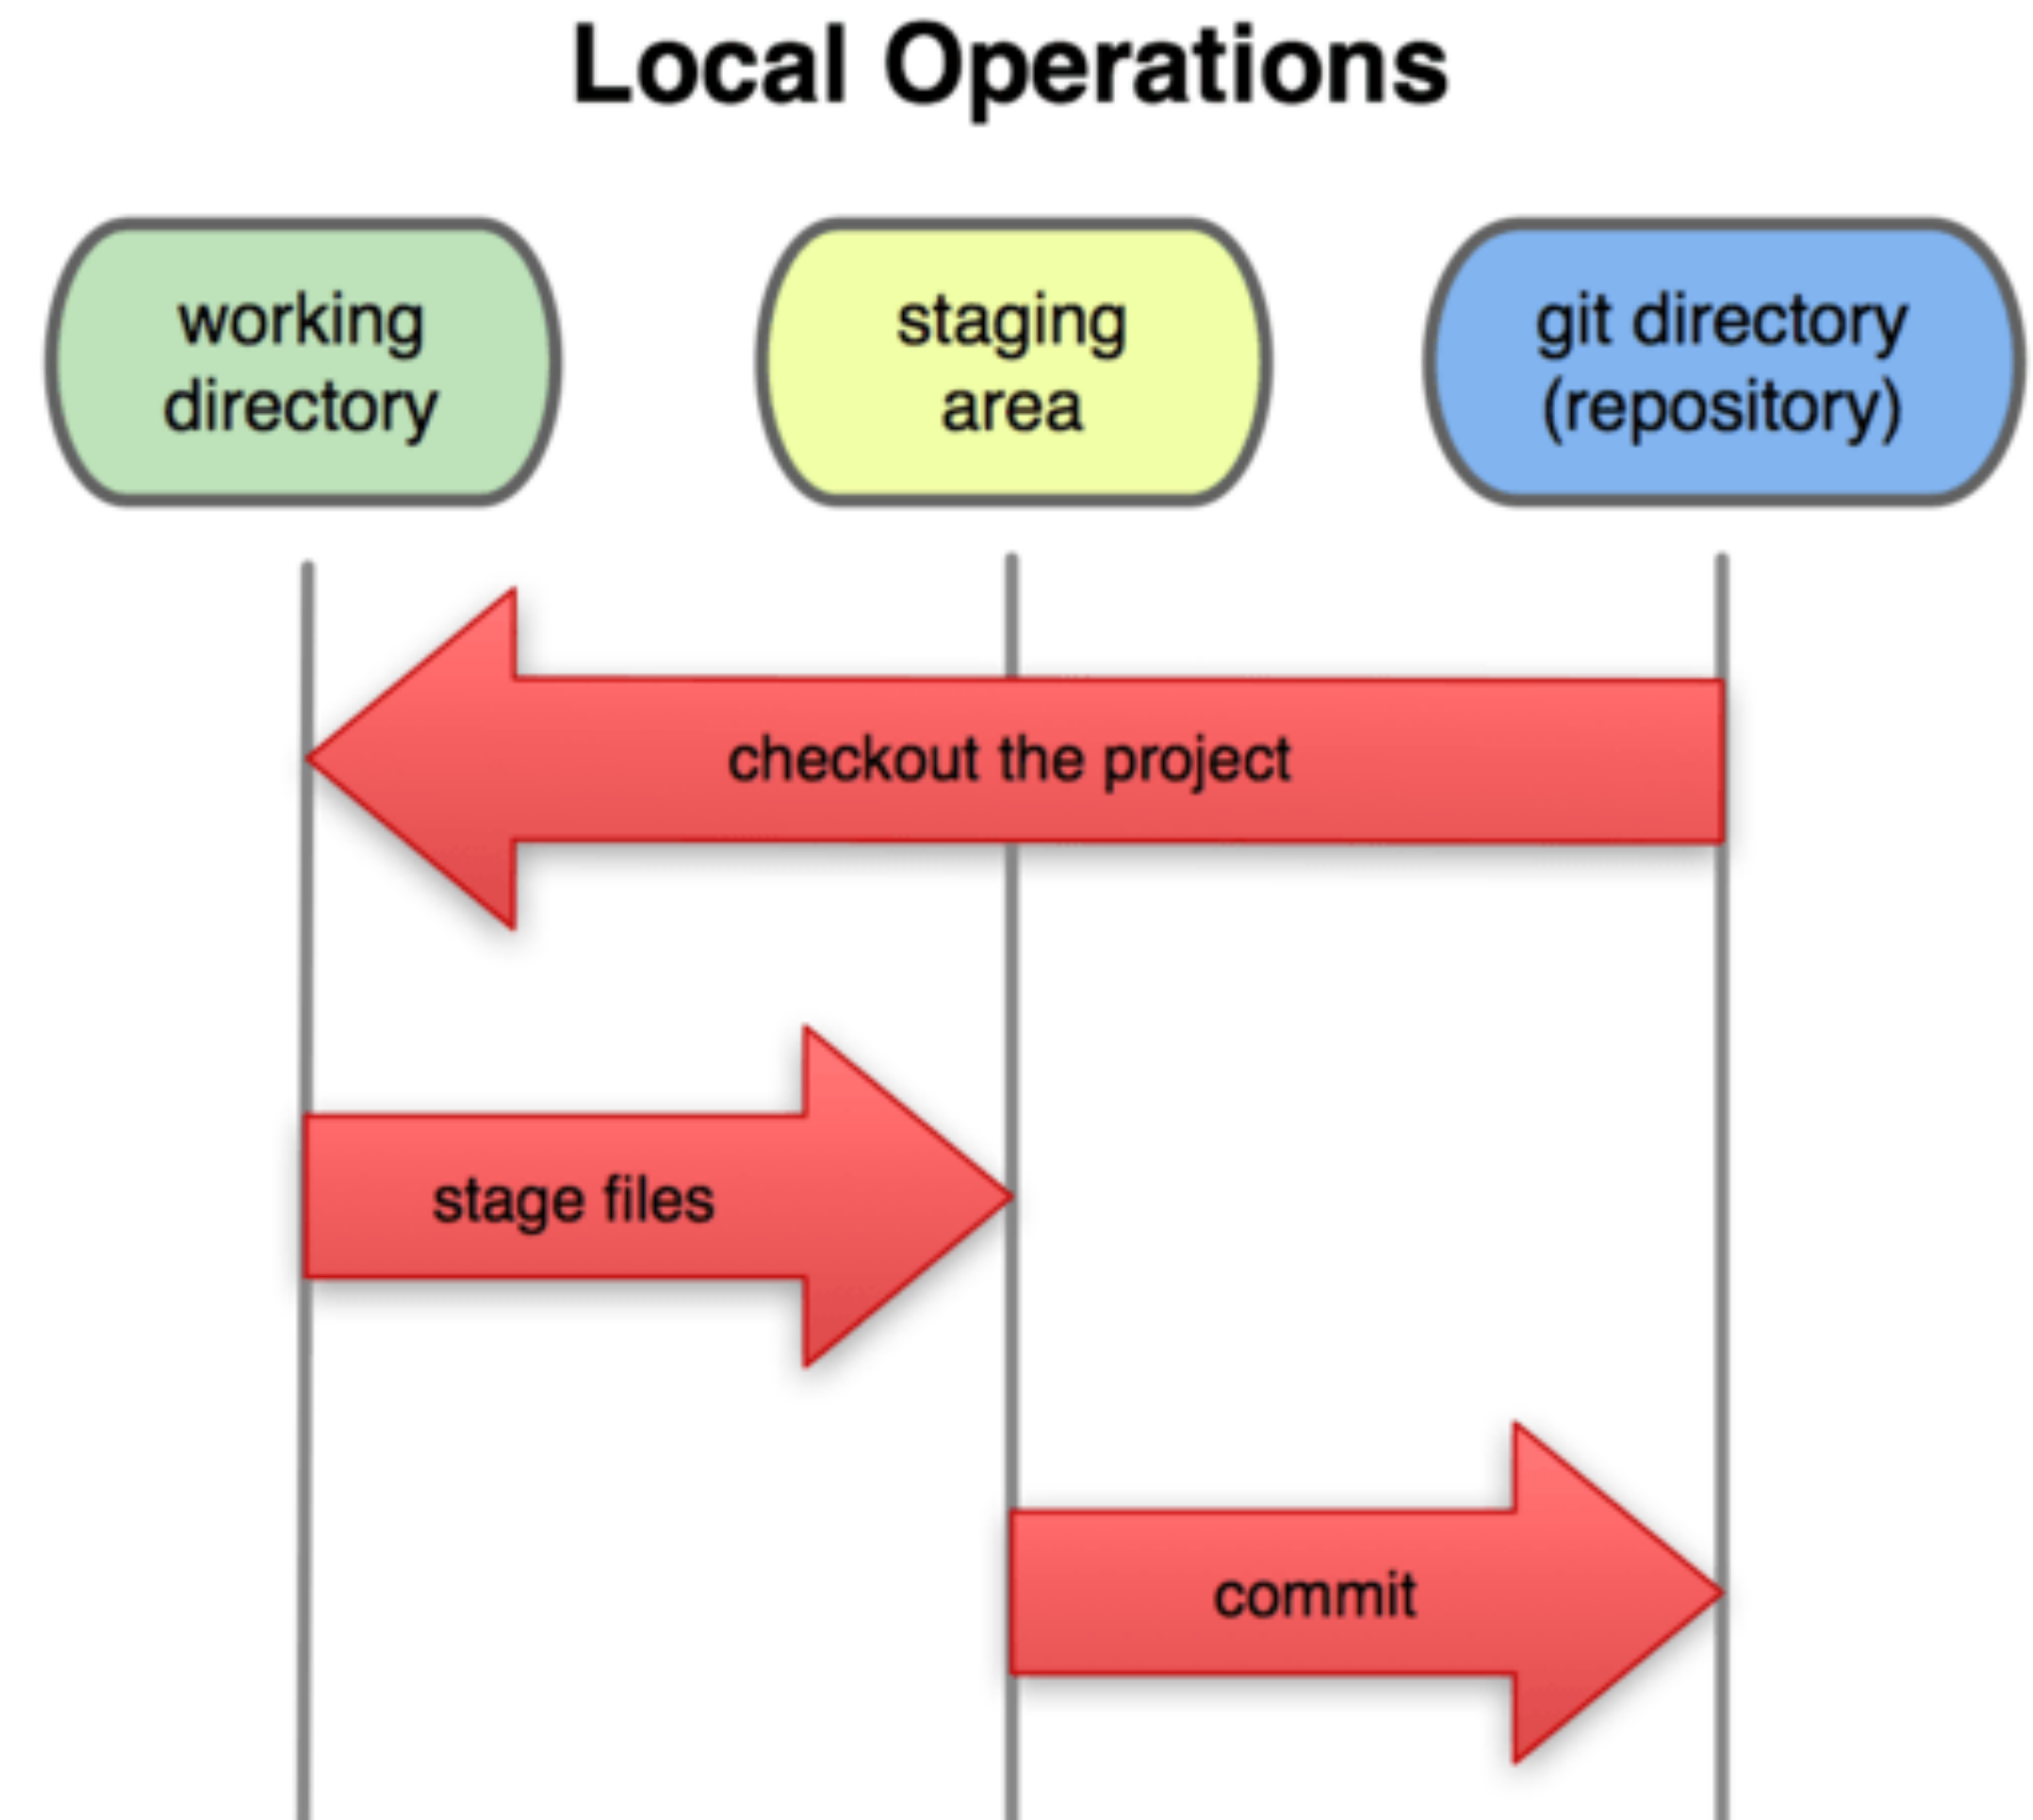 Local Operations
working
directory
staging
area
git directory
(repository)
checkout the project
stage files
commit